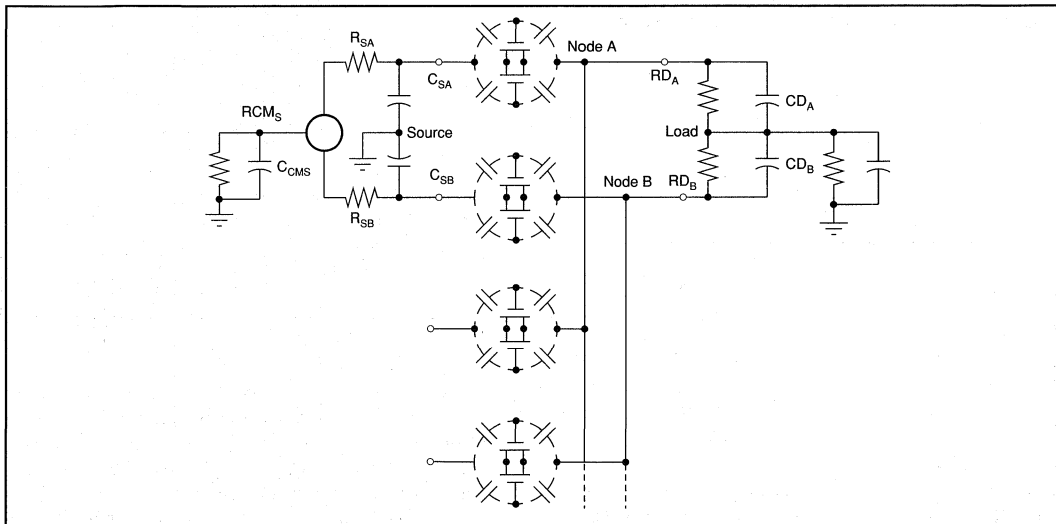 R_SA
C_SA
Node A
RD_A
CD_A
RCM_S
C_CMS
Source
Load
R_SB
C_SB
Node B
RD_B
CD_B